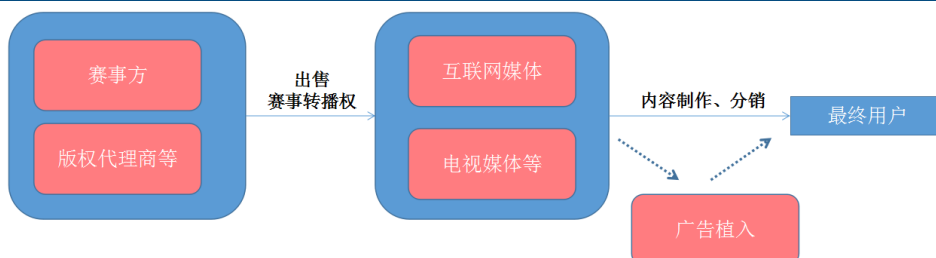 赛事方
版权代理商等
出售
赛事转播权
互联网媒体
电视媒体等
内容制作、分销
最终用户
广告植入